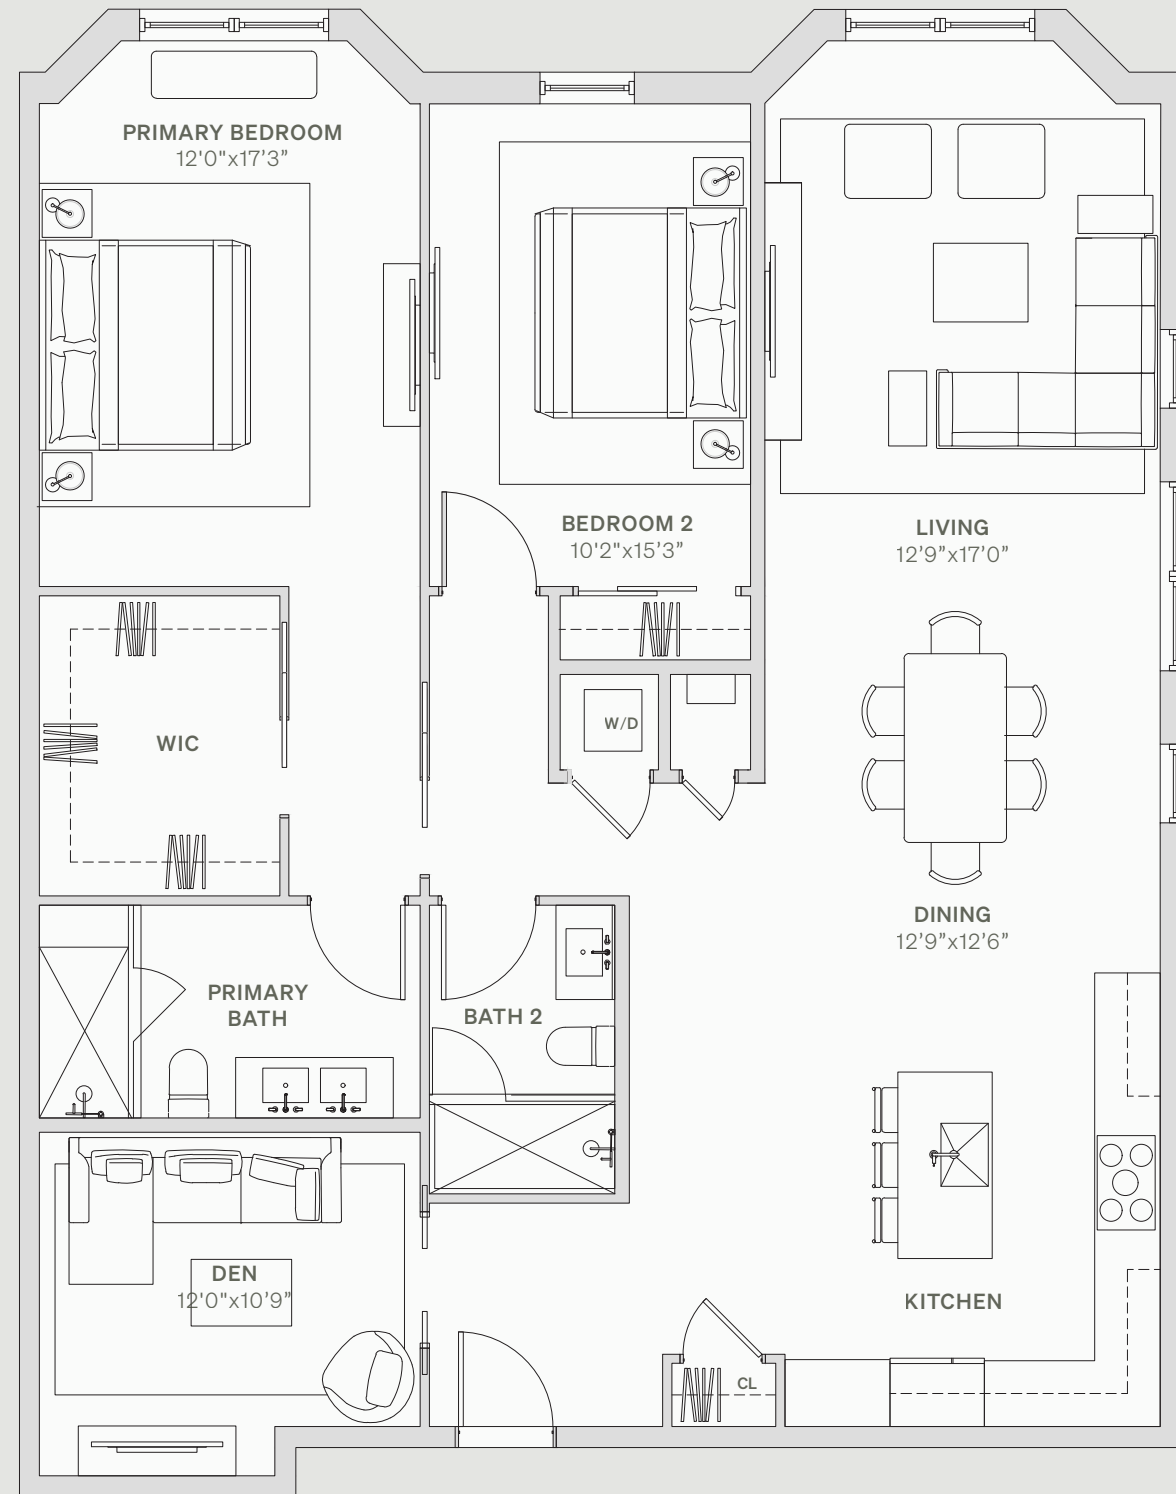 PRIMARY BEDROOM
12'0"x17’3”
BEDROOM 2
10'2"x15’3”
LIVING
12’9”x17’0”
W/D
WIC
DINING
12’9”x12’6”
PRIMARY
BATH
BATH 2
DEN
12'0"x10’9”
KITCHEN
CL